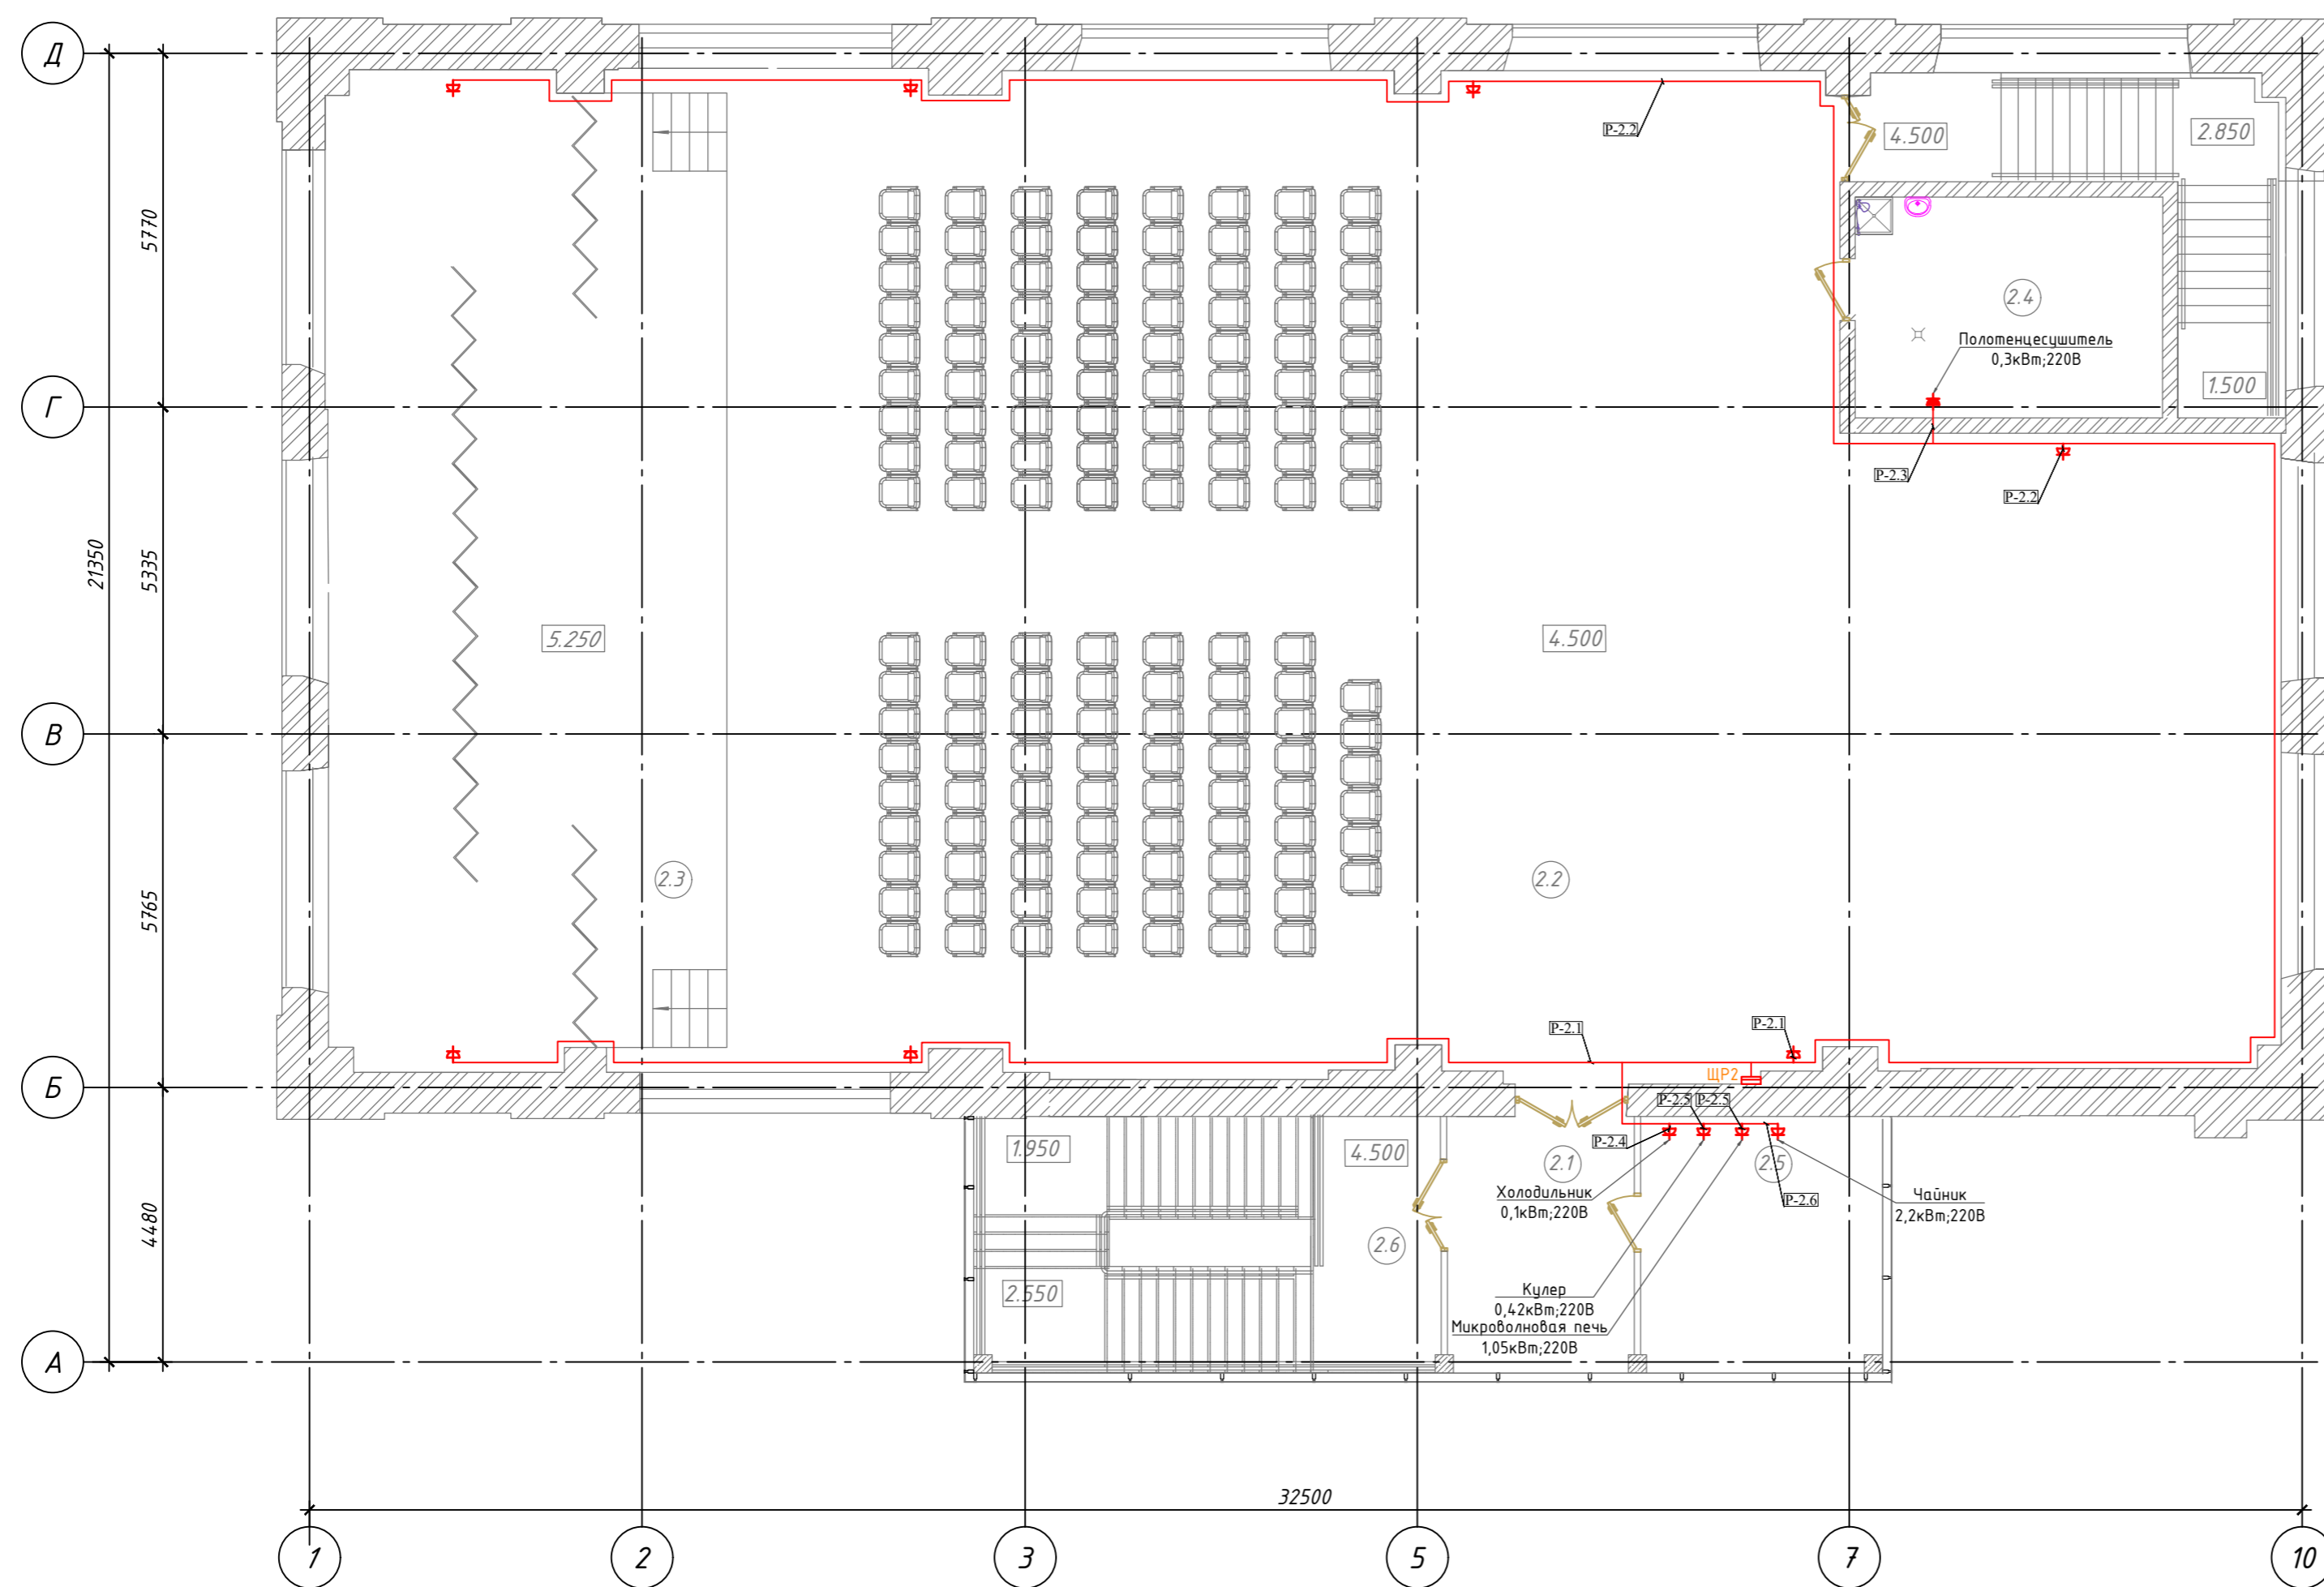 Д
Р-2.2
4.500
2.850
5770
2.4
Полотенцесушитель
0,3кВт;220В
1.500
Г
Р-2.3
Р-2.2
21350
5335
5.250
4.500
В
2.3
2.2
5765
Р-2.1
Р-2.1
ЩР2
Б
Р-2.5
Р-2.5
Р-2.4
1.950
4.500
2.1
2.5
Холодильник
0,1кВт;220В
Р-2.6
Чайник
2,2кВт;220В
4480
2.6
2.550
Кулер
0,42кВт;220В
Микроволновая печь
1,05кВт;220В
А
32500
1
2
3
5
7
10